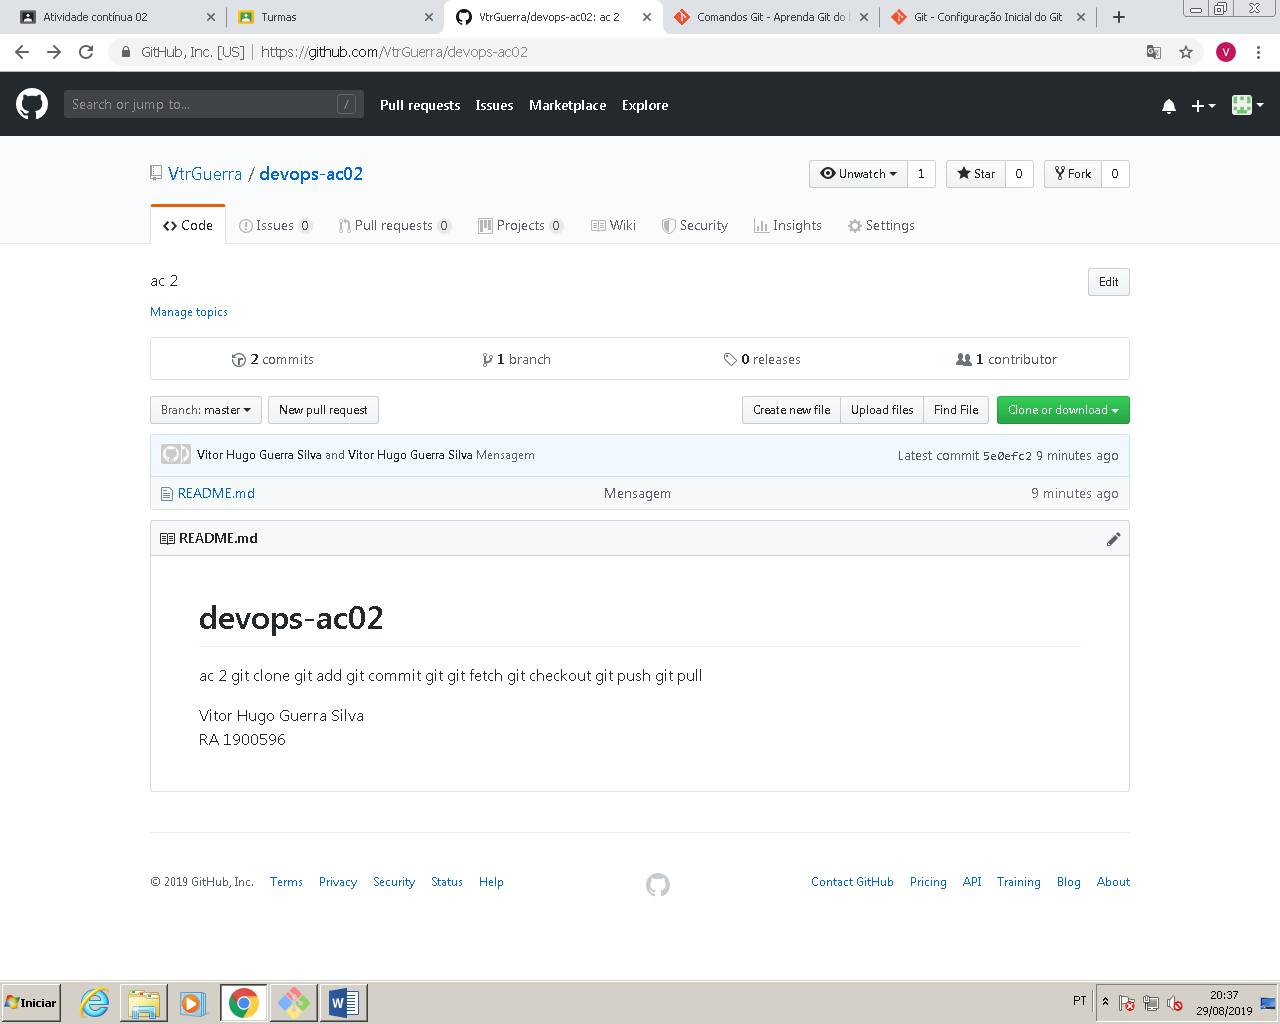 Atividade contínua 02
Turmas
VtrGuerra/devops-ac02: ac 2
Comandos Git - Aprenda Git do
Git - Configuração Inicial do Git
GitHub, Inc. [US] | https://github.com/VtrGuerra/devops-ac02
V
Search or jump to... /
Pull requests Issues Marketplace Explore
VtrGuerra / devops-ac02
Unwatch 1 Star 0 Fork 0
Code Issues 0 Pull requests 0 Projects 0 Wiki Security Insights Settings
ac 2
Edit
Manage topics
2 commits 1 branch 0 releases 1 contributor
Branch: master New pull request Create new file Upload files Find File Clone or download
Vitor Hugo Guerra Silva and Vitor Hugo Guerra Silva Mensagem Latest commit 5e0efc2 9 minutes ago
README.md Mensagem 9 minutes ago
README.md
devops-ac02
ac 2 git clone git add git commit git git fetch git checkout git push git pull
Vitor Hugo Guerra Silva
RA 1900596
© 2019 GitHub, Inc. Terms Privacy Security Status Help Contact GitHub Pricing API Training Blog About
Iniciar
PT
20:37
29/08/2019